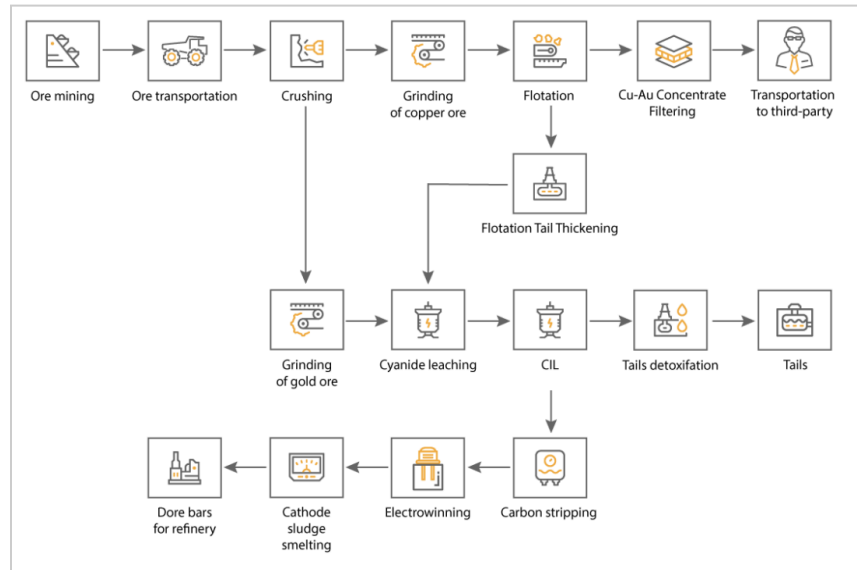 Ore mining
Ore transportation
Crushing
Grinding
of copper ore
Flotation
Cu-Au Concentrate
Filtering
Transportation
to third-party
Flotation Tail Thickening
Grinding
of gold ore
Cyanide leaching
CIL
Tails detoxifation
Tails
Dore bars
for refinery
Cathode
sludge
smelting
Electrowinning
Carbon stripping